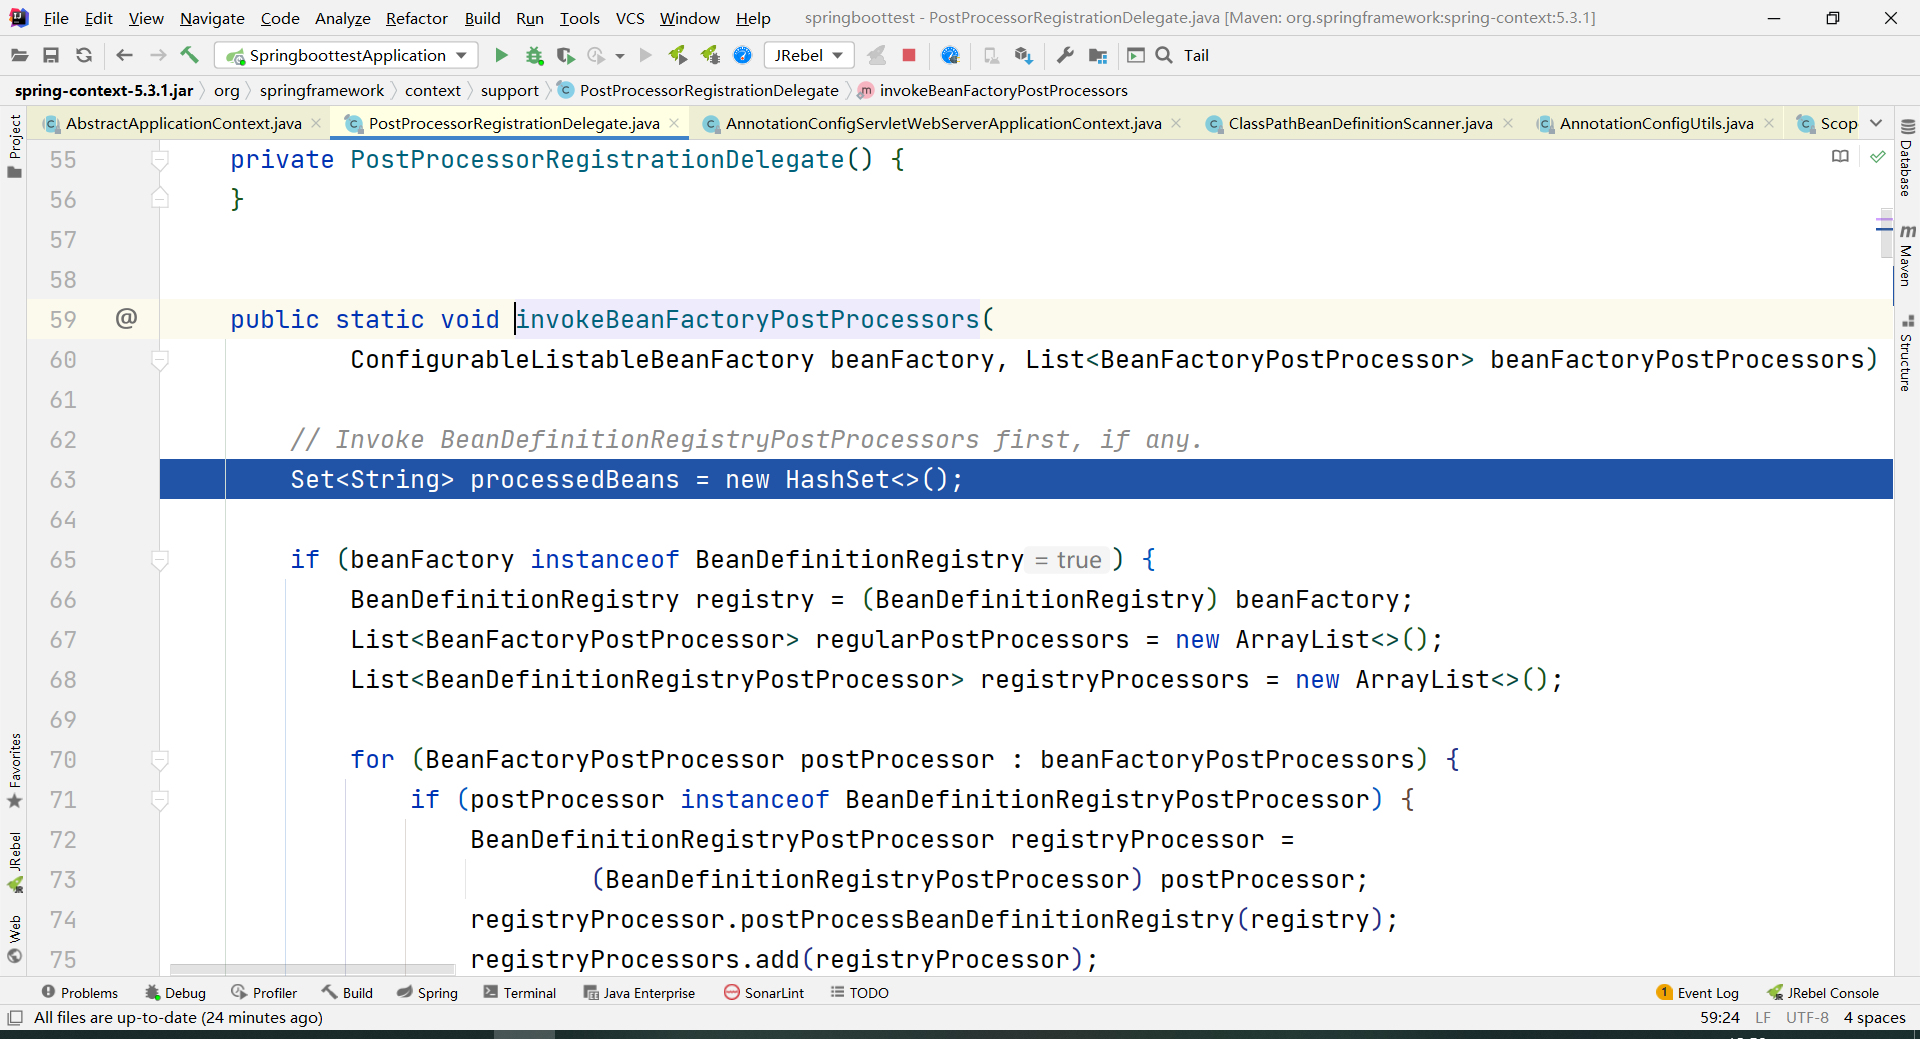 File Edit View Navigate Code Analyze Refactor Build Run Tools VCS Window Help springboottest - PostProcessorRegistrationDelegate.java [Maven: org.springframework:spring-context:5.3.1]
SpringboottestApplication JRebel Tail
spring-context-5.3.1.jar org springframework context support PostProcessorRegistrationDelegate invokeBeanFactoryPostProcessors
AbstractApplicationContext.java PostProcessorRegistrationDelegate.java AnnotationConfigServletWebServerApplicationContext.java ClassPathBeanDefinitionScanner.java AnnotationConfigUtils.java Scop
Project
Favorites
JRebel
Web
55 private PostProcessorRegistrationDelegate() {
56 }
57
58
59 @ public static void invokeBeanFactoryPostProcessors(
60 ConfigurableListableBeanFactory beanFactory, List<BeanFactoryPostProcessor> beanFactoryPostProcessors)
61
62 // Invoke BeanDefinitionRegistryPostProcessors first, if any.
63 Set<String> processedBeans = new HashSet<>();
64
65 if (beanFactory instanceof BeanDefinitionRegistry = true ) {
66 BeanDefinitionRegistry registry = (BeanDefinitionRegistry) beanFactory;
67 List<BeanFactoryPostProcessor> regularPostProcessors = new ArrayList<>();
68 List<BeanDefinitionRegistryPostProcessor> registryProcessors = new ArrayList<>();
69
70 for (BeanFactoryPostProcessor postProcessor : beanFactoryPostProcessors) {
71 if (postProcessor instanceof BeanDefinitionRegistryPostProcessor) {
72 BeanDefinitionRegistryPostProcessor registryProcessor =
73 (BeanDefinitionRegistryPostProcessor) postProcessor;
74 registryProcessor.postProcessBeanDefinitionRegistry(registry);
75 registryProcessors.add(registryProcessor);
Database
m Maven
Structure
Problems Debug Profiler Build Spring Terminal Java Enterprise SonarLint TODO 1 Event Log JRebel Console
All files are up-to-date (24 minutes ago) 59:24 LF UTF-8 4 spaces